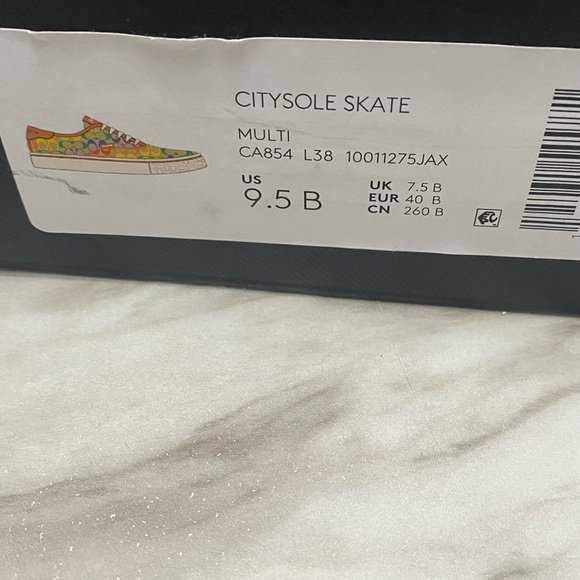 CITYSOLE SKATE
MULTI
CA854 L38 10011275JAX
US
9.5 B
UK 7.5 B
EUR 40 B
CN 260 B